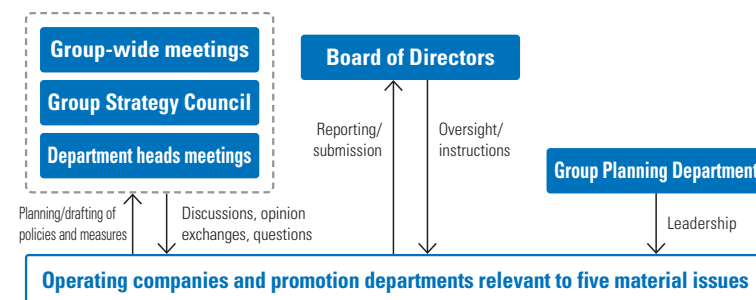 Group-wide meetings
Group Strategy Council
Department heads meetings
Board of Directors
Reporting/
submission
Oversight/
instructions
Group Planning Department
Planning/drafting of
policies and measures
Discussions, opinion
exchanges, questions
Leadership
Operating companies and promotion departments relevant to five material issues